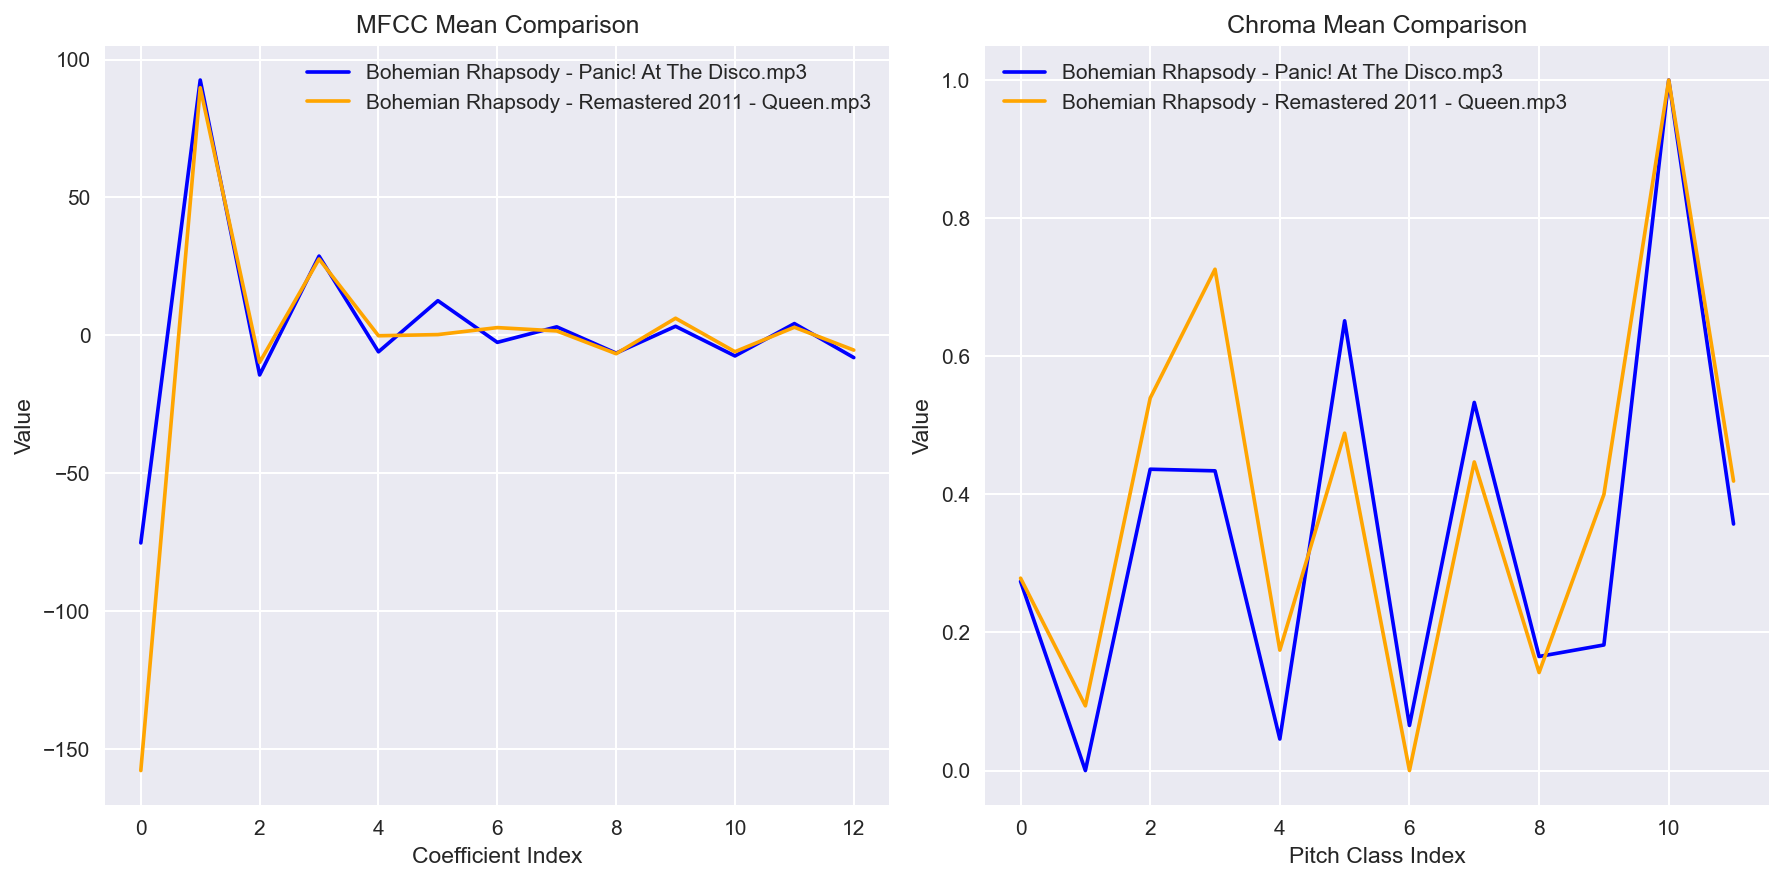 MFCC Mean Comparison
Bohemian Rhapsody - Panic! At The Disco.mp3
Bohemian Rhapsody - Remastered 2011 - Queen.mp3
100
50
0
−50
−100
−150
Value
0 2 4 6 8 10 12
Coefficient Index
Chroma Mean Comparison
Bohemian Rhapsody - Panic! At The Disco.mp3
Bohemian Rhapsody - Remastered 2011 - Queen.mp3
1.0
0.8
0.6
0.4
0.2
0.0
Value
0 2 4 6 8 10
Pitch Class Index